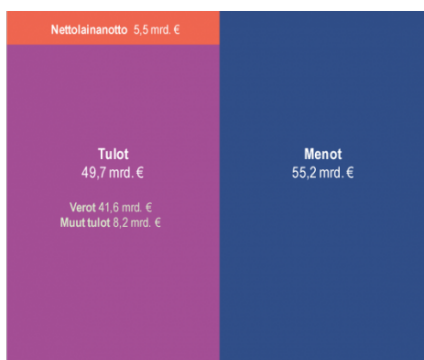 Nettolainanotto 5,5 mrd. €
Tulot
49,7 mrd. €
Verot 41,6 mrd. €
Muut tulot 8,2 mrd. €
Menot
55,2 mrd. €